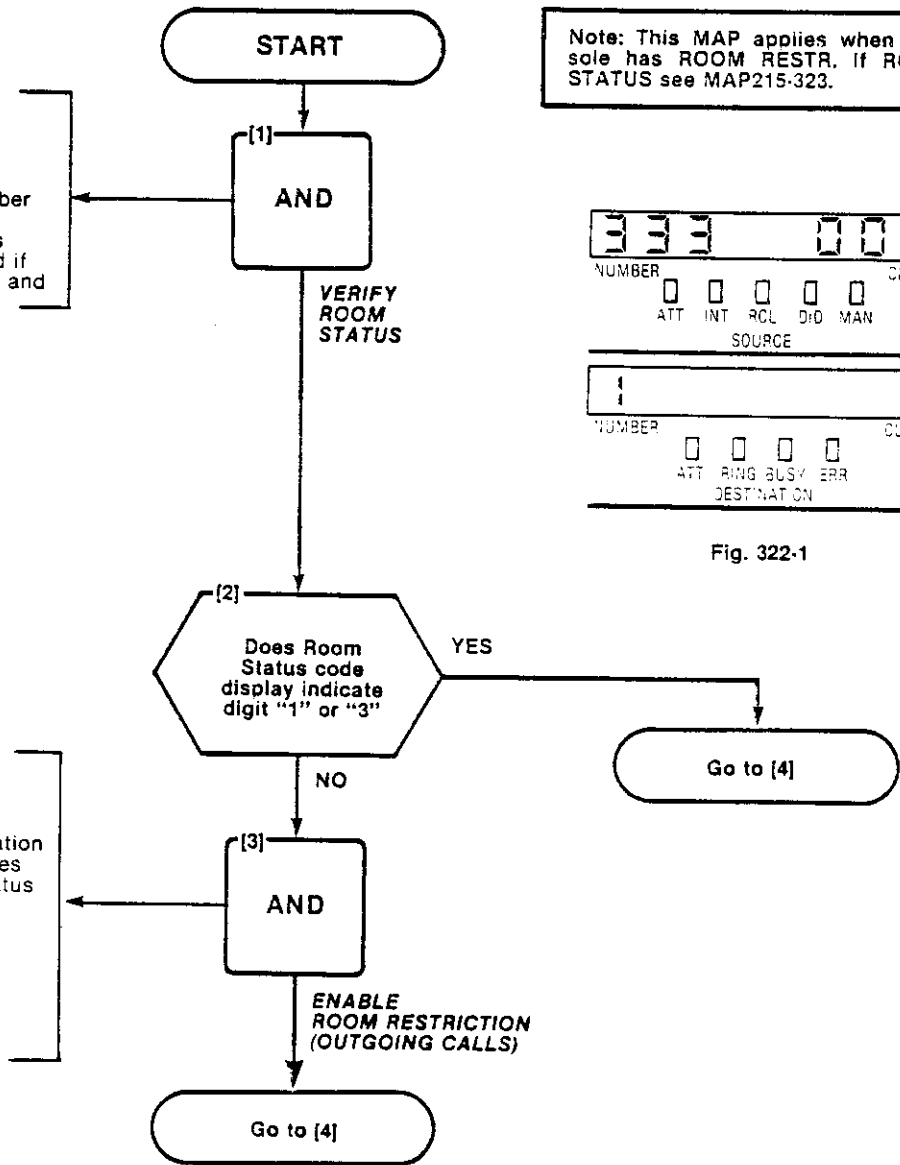 START
Note: This MAP applies when
sole has ROOM RESTR. If RO
STATUS see MAP215-323.
[1]
AND
ber
s
d if
and
VERIFY
ROOM
STATUS
333 00
NUMBER
ATT INT RCL DID MAN
SOURCE
1
NUMBER
ATT RING BUSY ERR
DESTINATION
Fig. 322-1
[2]
Does Room
Status code
display indicate
digit "1" or "3"
YES
Go to [4]
NO
[3]
AND
ation
es
atus
ENABLE
ROOM RESTRICTION
(OUTGOING CALLS)
Go to [4]